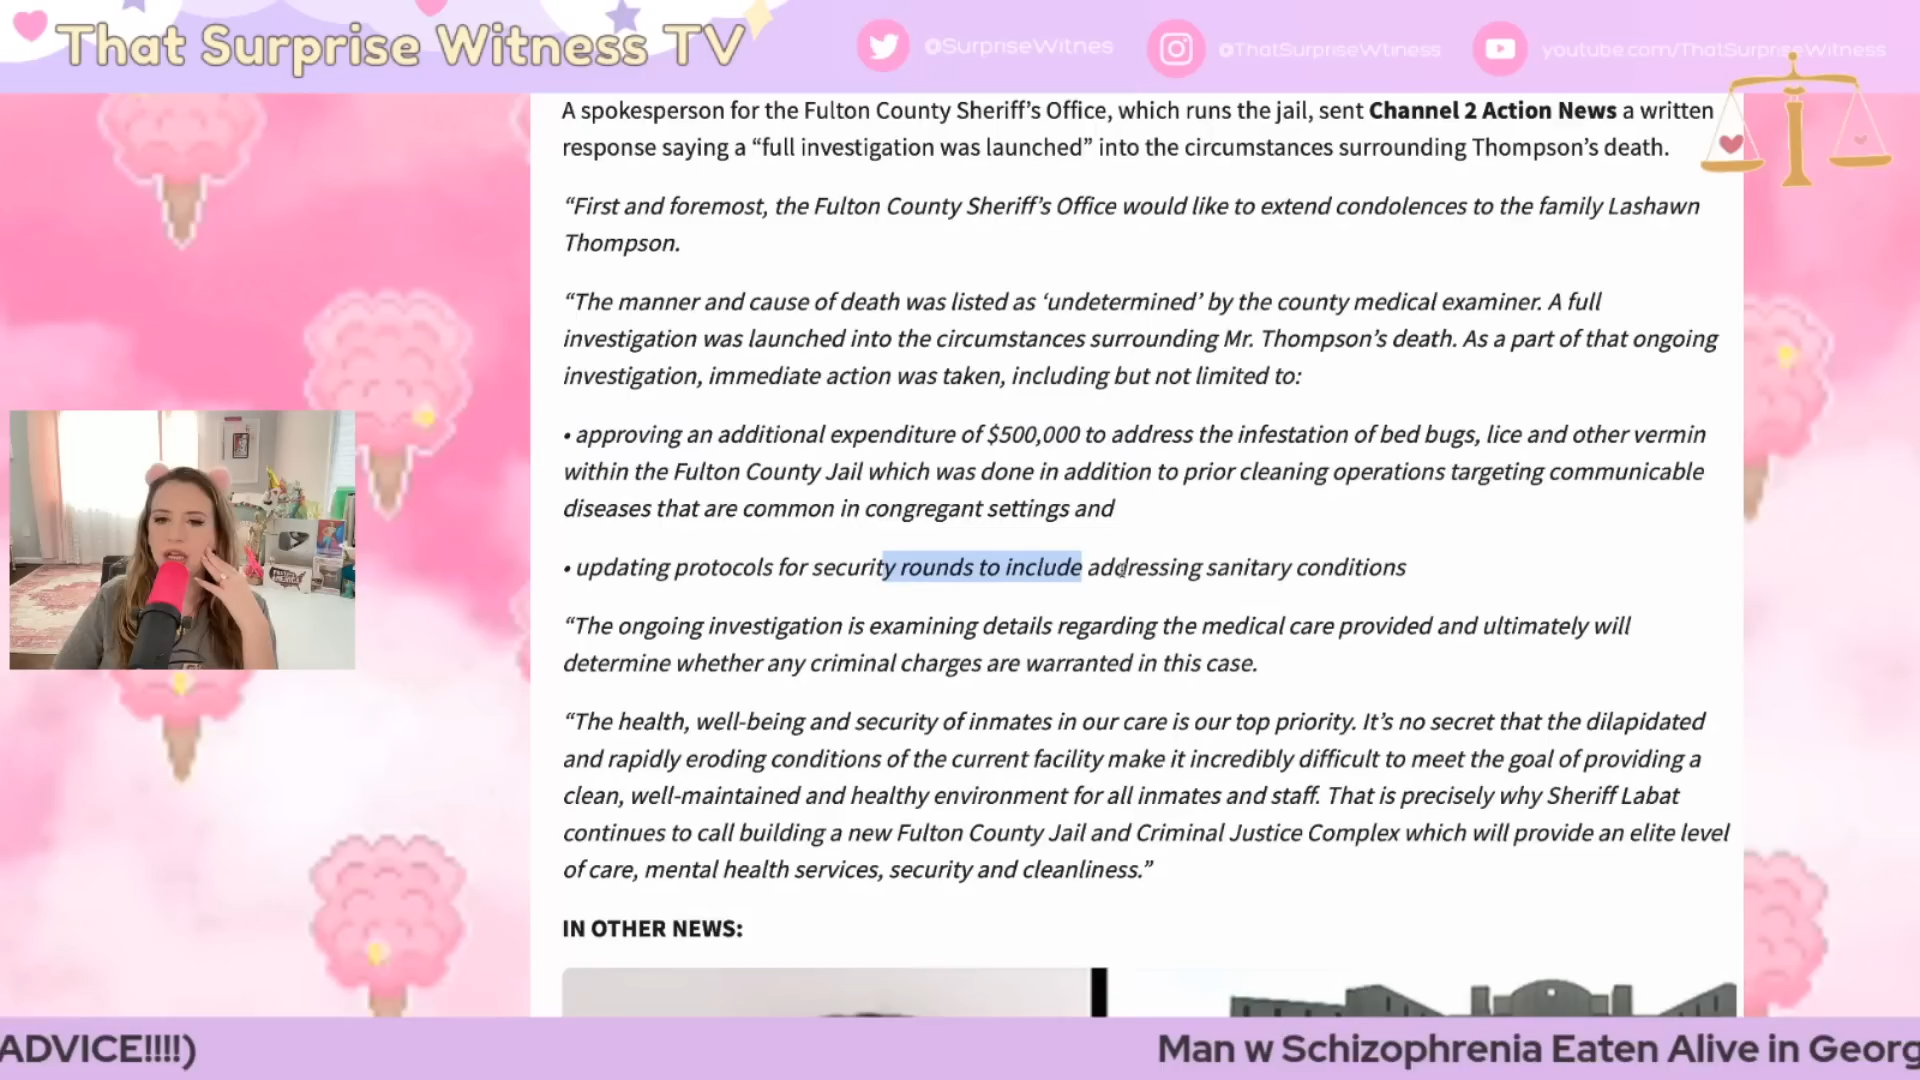 That Surprise Witness TV
@SurpriseWitnes
@ThatSurpriseWtiness
youtube.com/ThatSurpriseWitness
A spokesperson for the Fulton County Sheriff’s Office, which runs the jail, sent Channel 2 Action News a written
response saying a “full investigation was launched” into the circumstances surrounding Thompson’s death.
“First and foremost, the Fulton County Sheriff’s Office would like to extend condolences to the family Lashawn
Thompson.
“The manner and cause of death was listed as ‘undetermined’ by the county medical examiner. A full
investigation was launched into the circumstances surrounding Mr. Thompson’s death. As a part of that ongoing
investigation, immediate action was taken, including but not limited to:
• approving an additional expenditure of $500,000 to address the infestation of bed bugs, lice and other vermin
within the Fulton County Jail which was done in addition to prior cleaning operations targeting communicable
diseases that are common in congregant settings and
• updating protocols for security rounds to include addressing sanitary conditions
“The ongoing investigation is examining details regarding the medical care provided and ultimately will
determine whether any criminal charges are warranted in this case.
“The health, well-being and security of inmates in our care is our top priority. It’s no secret that the dilapidated
and rapidly eroding conditions of the current facility make it incredibly difficult to meet the goal of providing a
clean, well-maintained and healthy environment for all inmates and staff. That is precisely why Sheriff Labat
continues to call building a new Fulton County Jail and Criminal Justice Complex which will provide an elite level
of care, mental health services, security and cleanliness.”
IN OTHER NEWS:
ADVICE!!!!)
Man w Schizophrenia Eaten Alive in Georg